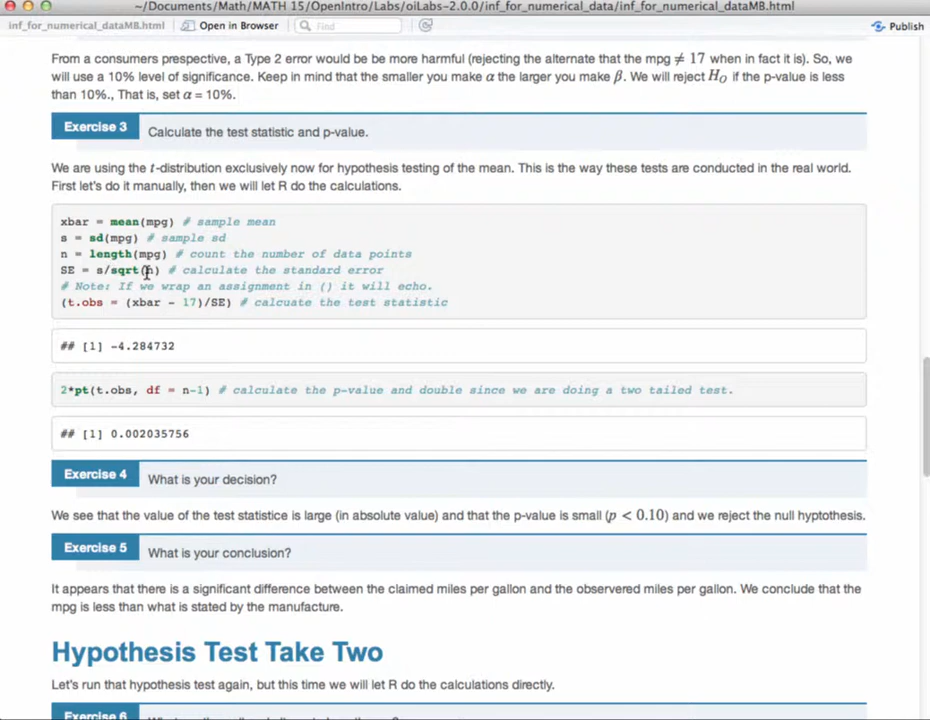 ~/Documents/Math/MATH 15/OpenIntro/Labs/oiLabs-2.0.0/inf_for_numerical_data/inf_for_numerical_dataMB.html
inf_for_numerical_dataMB.html Open in Browser Find Publish
From a consumers prespective, a Type 2 error would be be more harmful (rejecting the alternate that the mpg ≠ 17 when in fact it is). So, we
will use a 10% level of significance. Keep in mind that the smaller you make α the larger you make β. We will reject H_O if the p-value is less
than 10%., That is, set α = 10%.
Exercise 3 Calculate the test statistic and p-value.
We are using the t-distribution exclusively now for hypothesis testing of the mean. This is the way these tests are conducted in the real world.
First let's do it manually, then we will let R do the calculations.
xbar = mean(mpg) # sample mean
s = sd(mpg) # sample sd
n = length(mpg) # count the number of data points
SE = s/sqrt(n) # calculate the standard error
# Note: If we wrap an assignment in () it will echo.
(t.obs = (xbar - 17)/SE) # calcuate the test statistic
## [1] -4.284732
2*pt(t.obs, df = n-1) # calculate the p-value and double since we are doing a two tailed test.
## [1] 0.002035756
Exercise 4 What is your decision?
We see that the value of the test statistice is large (in absolute value) and that the p-value is small (p < 0.10) and we reject the null hyptothesis.
Exercise 5 What is your conclusion?
It appears that there is a significant difference between the claimed miles per gallon and the observed miles per gallon. We conclude that the
mpg is less than what is stated by the manufacture.
Hypothesis Test Take Two
Let's run that hypothesis test again, but this time we will let R do the calculations directly.
Exercise 6